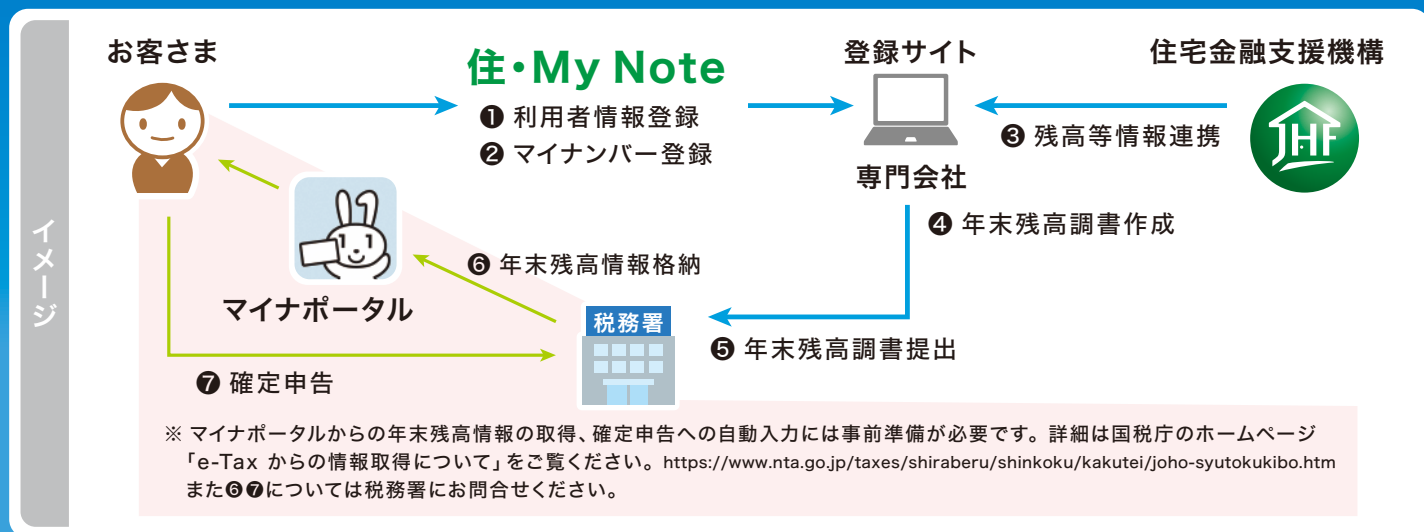 イメージ
お客さま
住・My Note
❶ 利用者情報登録
❷ マイナンバー登録
登録サイト
専門会社
住宅金融支援機構
JHF
❸ 残高等情報連携
❹ 年末残高調書作成
❺ 年末残高調書提出
税務署
❻ 年末残高情報格納
マイナポータル
❼ 確定申告
※ マイナポータルからの年末残高情報の取得、確定申告への自動入力には事前準備が必要です。詳細は国税庁のホームページ
「e-Tax からの情報取得について」をご覧ください。https://www.nta.go.jp/taxes/shiraberu/shinkoku/kakutei/joho-syutokukibo.htm
また❻❼については税務署にお問合せください。